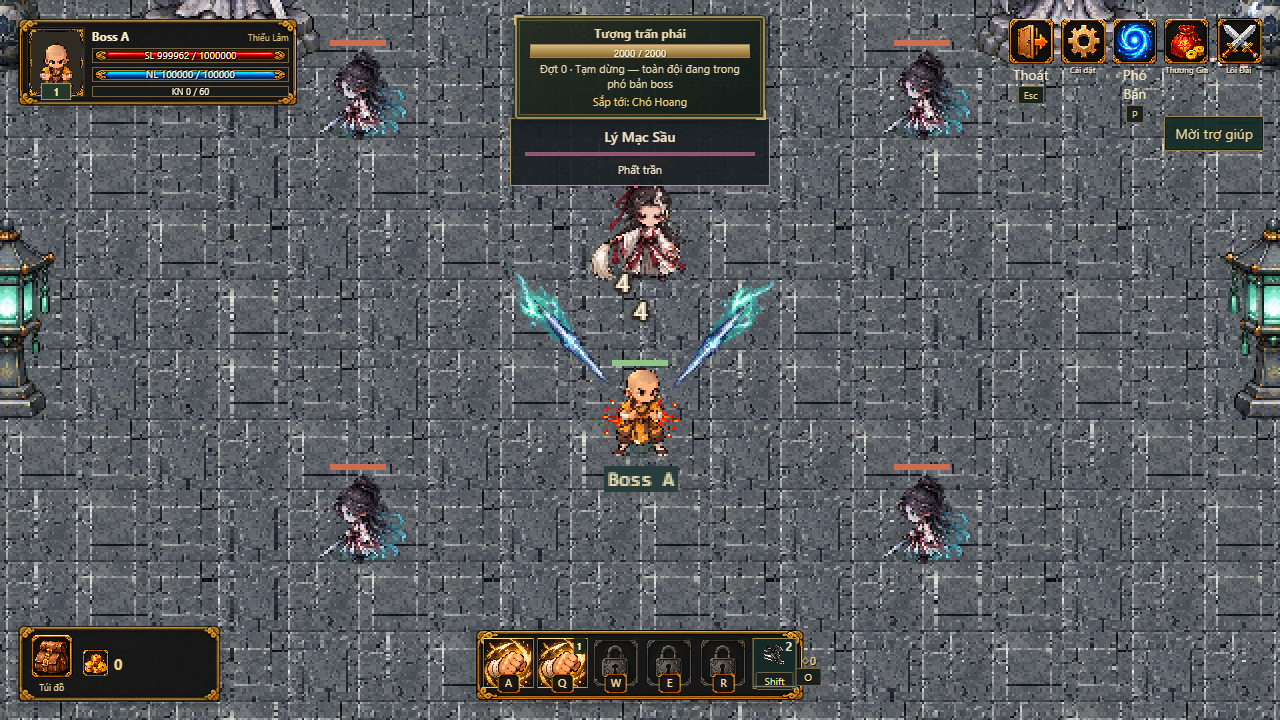 Boss A
Thiếu Lâm
SL 999962 / 1000000
NL 100000 / 100000
KN 0 / 60
1
Tượng trấn phái
2000 / 2000
Đợt 0 · Tạm dừng — toàn đội đang trong
phó bản boss
Sắp tới: Chó Hoang
Lý Mạc Sầu
Phất trần
Thoát
Esc
Cài đặt
Phó
Bản
P
Thương Gia
Lôi Đài
Mời trợ giúp
4
4
Boss A
Túi đồ
0
A
1
Q
W
E
R
2
Shift
0
O